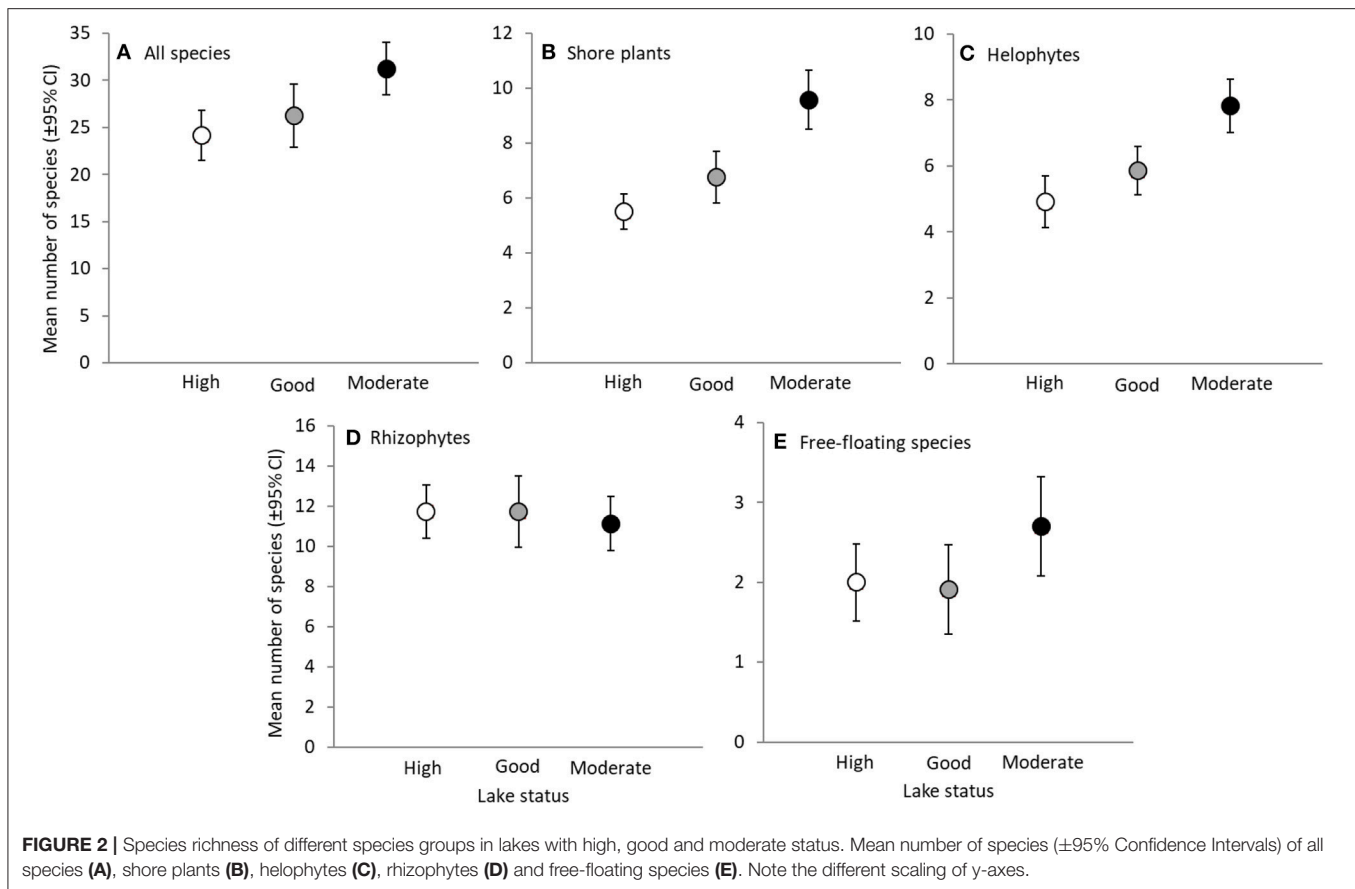 A All species
Mean number of species (±95% CI)
40
35
30
25
20
15
10
5
0
High Good Moderate
B Shore plants
12
10
8
6
4
2
0
High Good Moderate
C Helophytes
10
8
6
4
2
0
High Good Moderate
D Rhizophytes
Mean number of species (±95% CI)
16
14
12
10
8
6
4
2
0
High Good Moderate
Lake status
E Free-floating species
4
3
2
1
0
High Good Moderate
Lake status
FIGURE 2 | Species richness of different species groups in lakes with high, good and moderate status. Mean number of species (±95% Confidence Intervals) of all
species (A), shore plants (B), helophytes (C), rhizophytes (D) and free-floating species (E). Note the different scaling of y-axes.